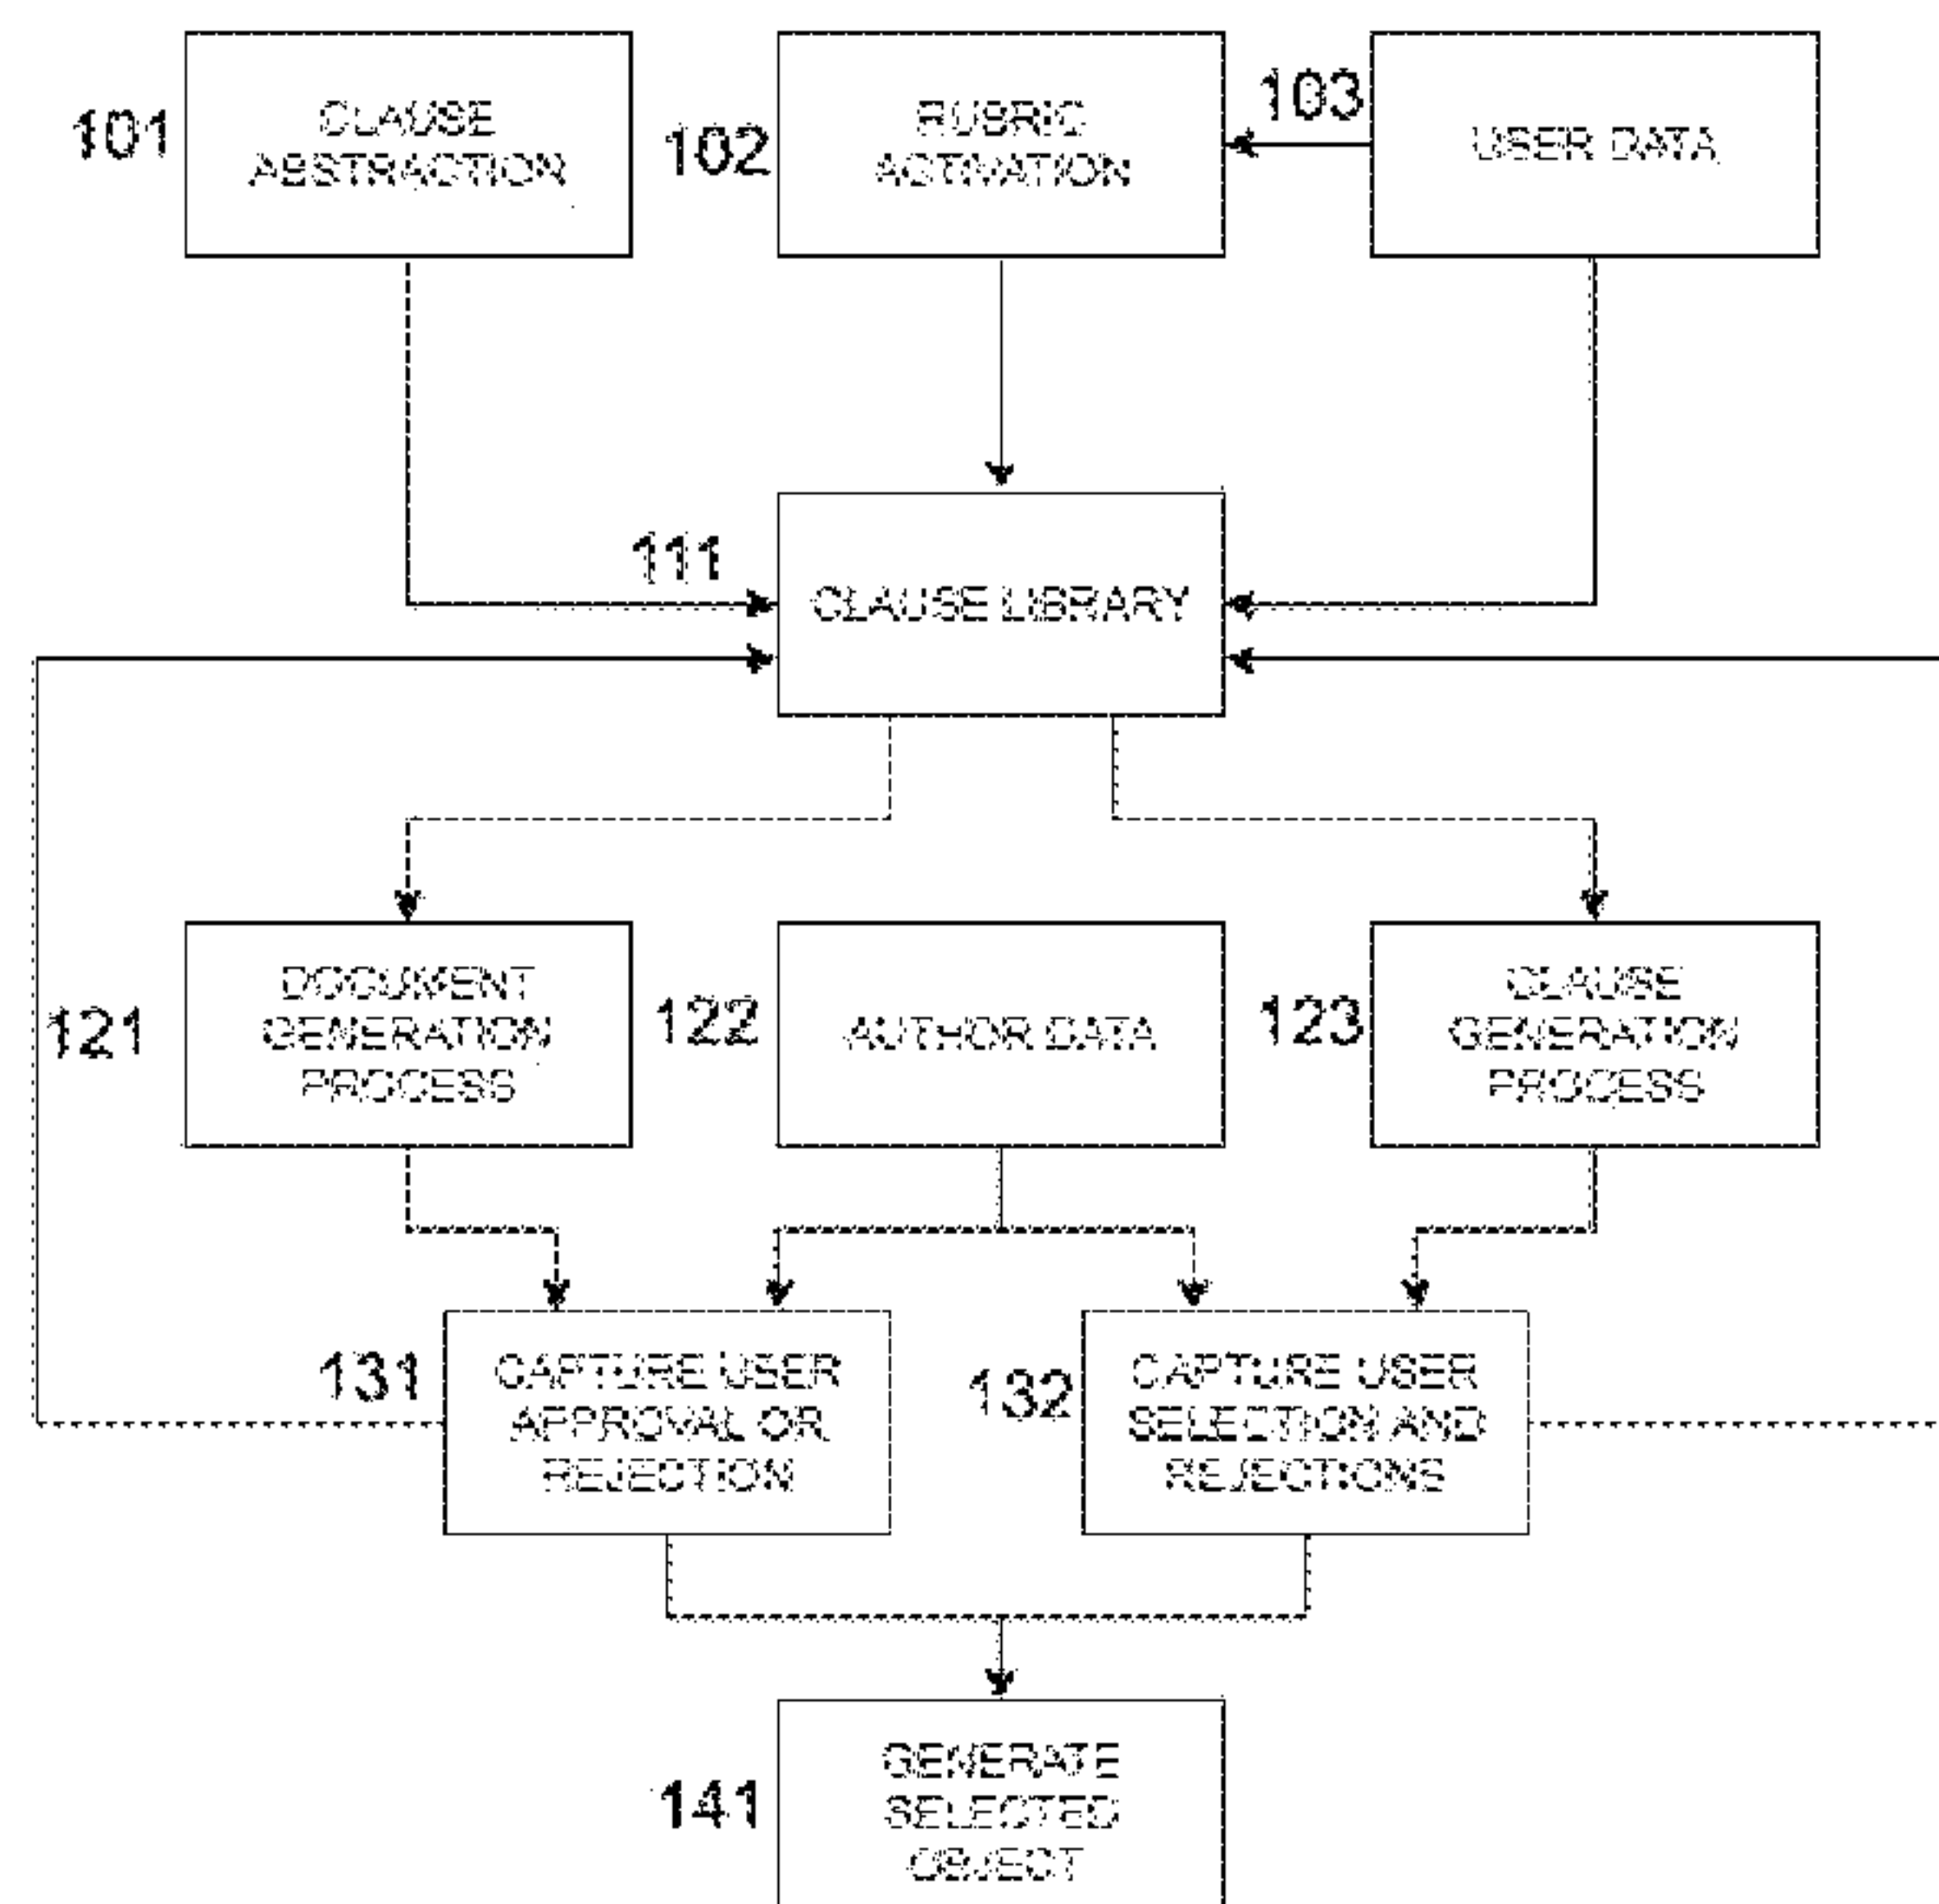 101
CLAUSE
ABSTRACTION
102
RUBRIC
ACTIVATION
103
USER DATA
111
CLAUSE LIBRARY
121
DOCUMENT
GENERATION
PROCESS
122
AUTHOR DATA
123
CLAUSE
GENERATION
PROCESS
131
CAPTURE USER
APPROVAL OR
REJECTION
132
CAPTURE USER
SELECTION AND
REJECTIONS
141
GENERATE
SELECTED
OBJECT